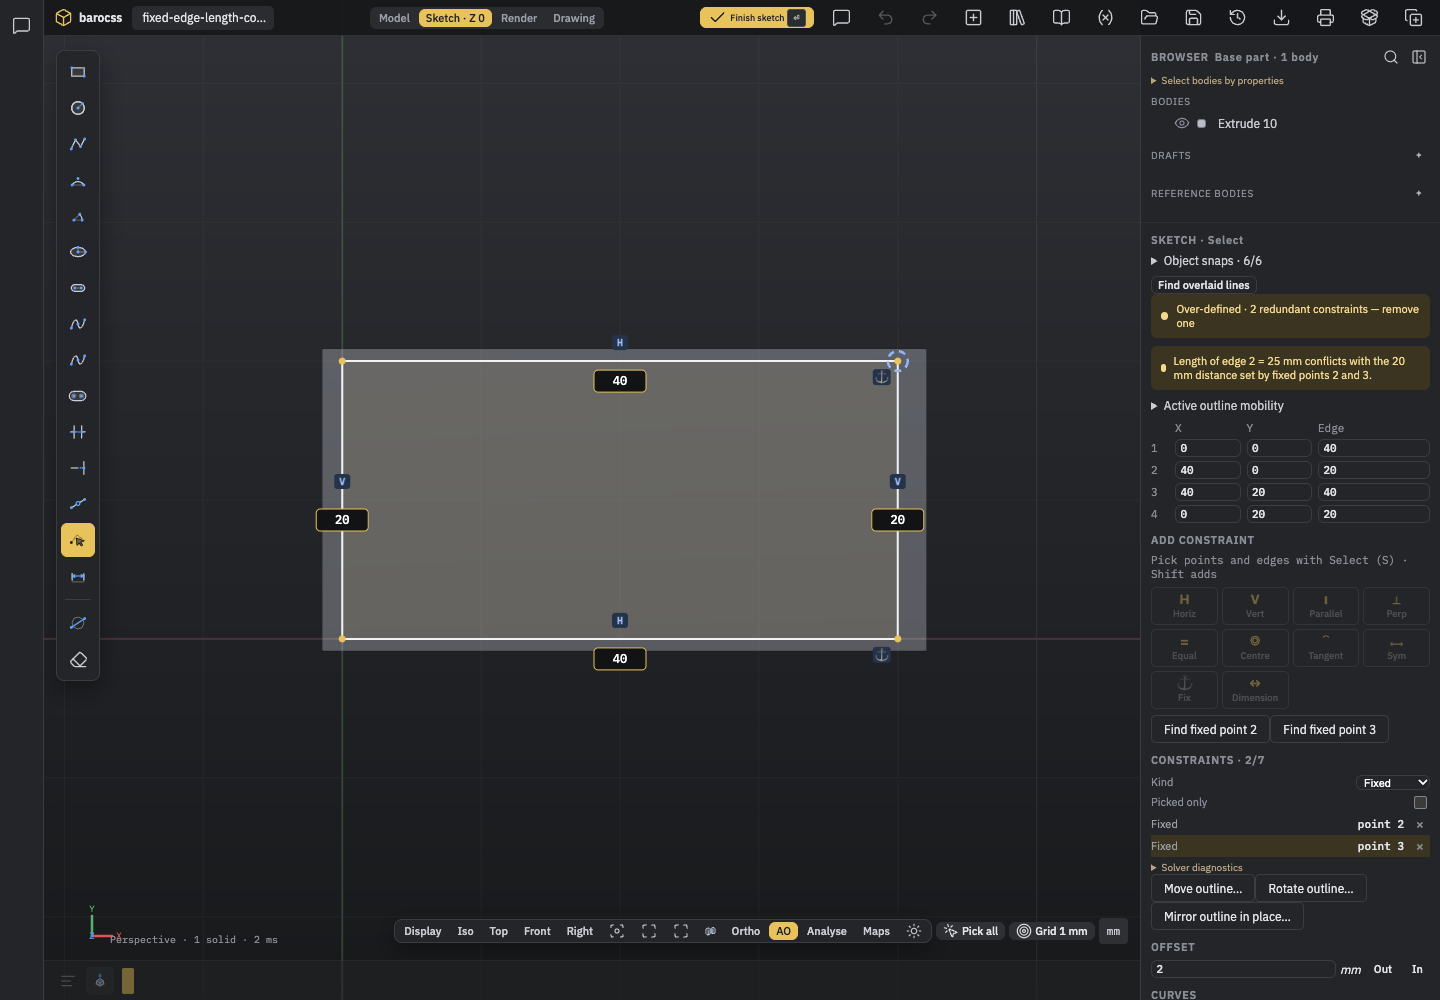 barocss
fixed-edge-length-co...
Model
Sketch · Z 0
Render
Drawing
Finish sketch
BROWSER Base part · 1 body
Select bodies by properties
BODIES
Extrude 10
DRAFTS
+
REFERENCE BODIES
+
SKETCH · Select
Object snaps · 6/6
Find overlaid lines
Over-defined · 2 redundant constraints — remove
one
Length of edge 2 = 25 mm conflicts with the 20
mm distance set by fixed points 2 and 3.
Active outline mobility
X Y Edge
1 0 0 40
2 40 0 20
3 40 20 40
4 0 20 20
ADD CONSTRAINT
Pick points and edges with Select (S) ·
Shift adds
H Horiz
V Vert
Parallel
Perp
Equal
Centre
Tangent
Sym
Fix
Dimension
Find fixed point 2
Find fixed point 3
CONSTRAINTS · 2/7
Kind Fixed
Picked only
Fixed point 2 ×
Fixed point 3 ×
Solver diagnostics
Move outline...
Rotate outline...
Mirror outline in place...
OFFSET
2 mm Out In
CURVES
H
40
V
V
20
20
H
40
Y
Z
X
Perspective · 1 solid · 2 ms
Display
Iso
Top
Front
Right
Ortho
AO
Analyse
Maps
Pick all
Grid 1 mm
mm